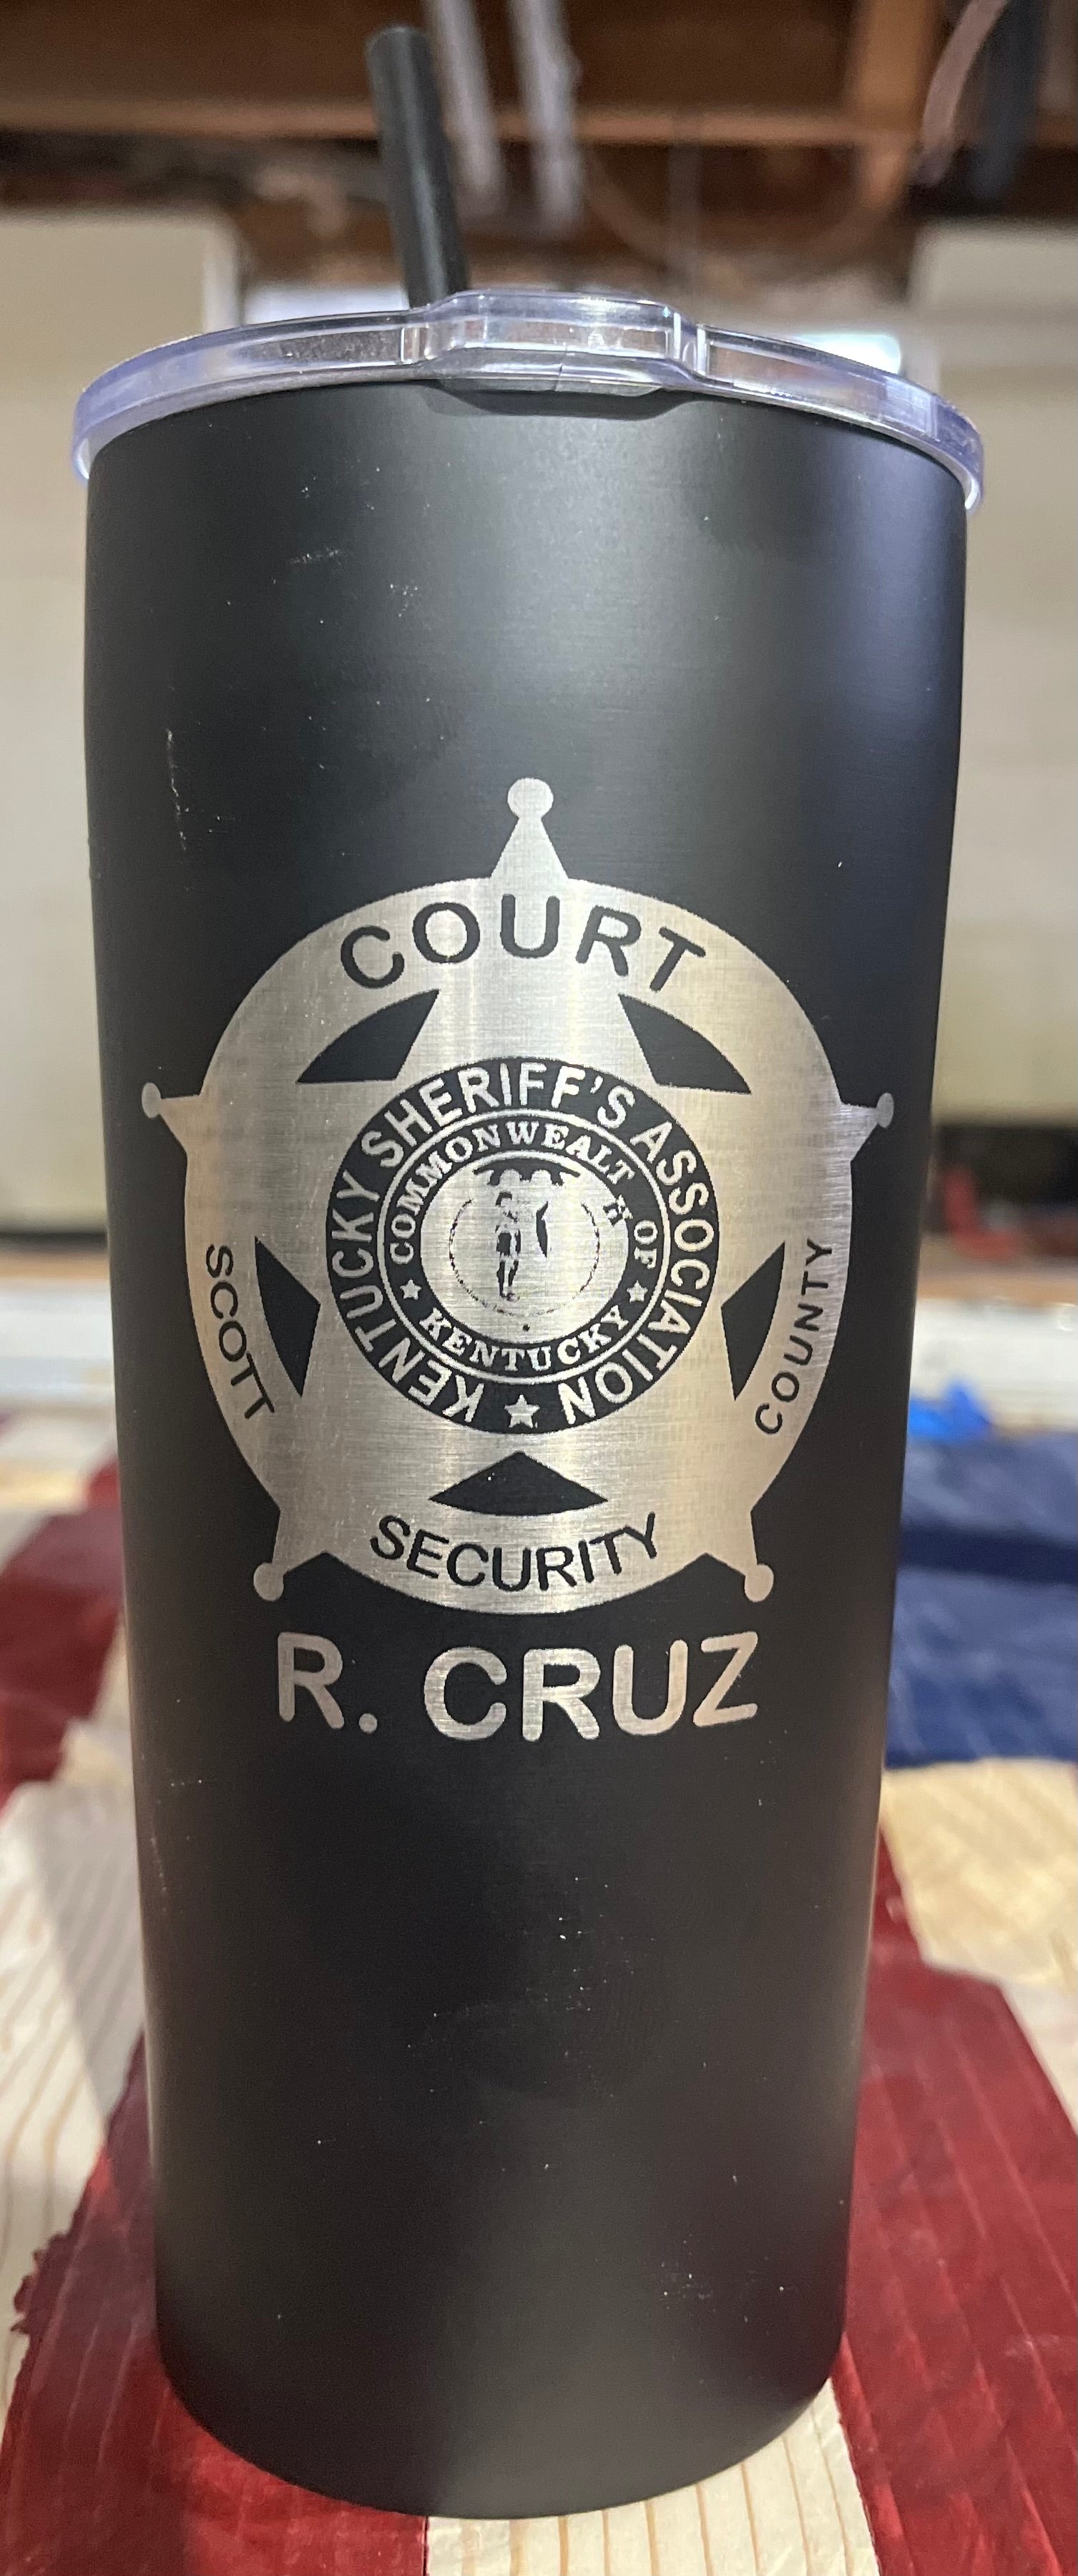 COURT
KENTUCKY SHERIFF'S ASSOCIATION
COMMONWEALTH OF
KENTUCKY
SCOTT
COUNTY
SECURITY
R. CRUZ